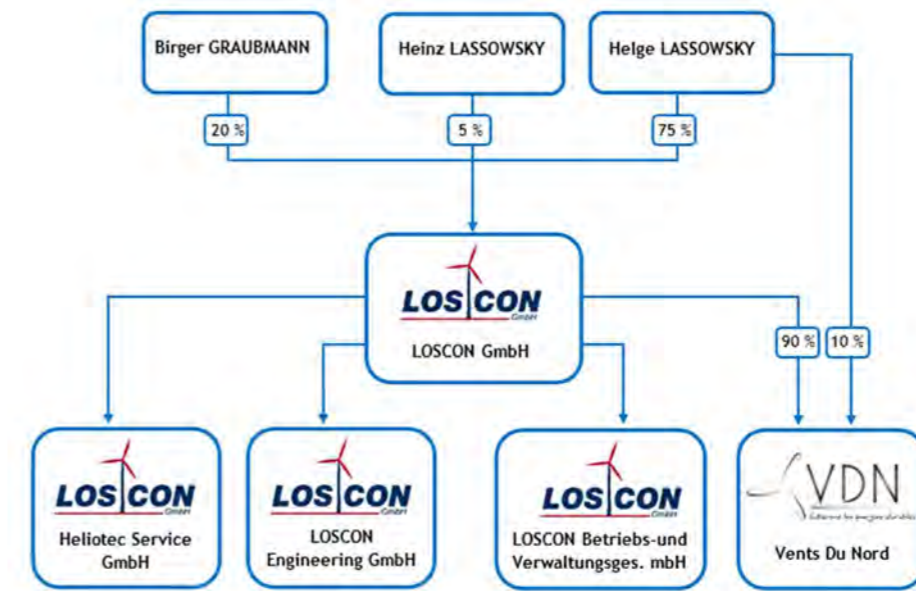 Birger GRAUBMANN
Heinz LASSOWSKY
Helge LASSOWSKY
20 %
5 %
75 %
LOSCON
GmbH
LOSCON GmbH
90 %
10 %
LOSCON
GmbH
Heliotec Service
GmbH
LOSCON
GmbH
LOSCON
Engineering GmbH
LOSCON
GmbH
LOSCON Betriebs-und
Verwaltungsges. mbH
VDN
Vents Du Nord